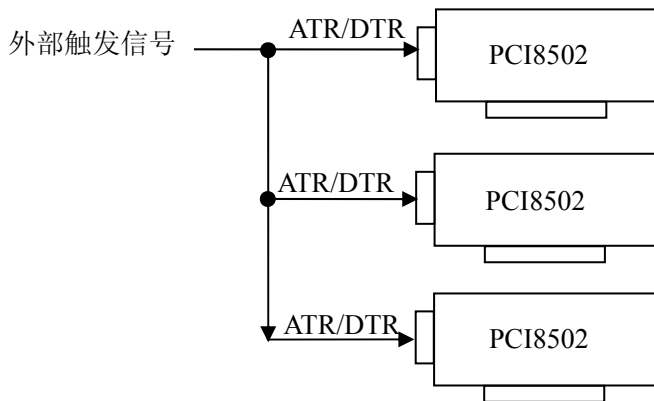 外部触发信号
ATR/DTR
PCI8502
ATR/DTR
PCI8502
ATR/DTR
PCI8502